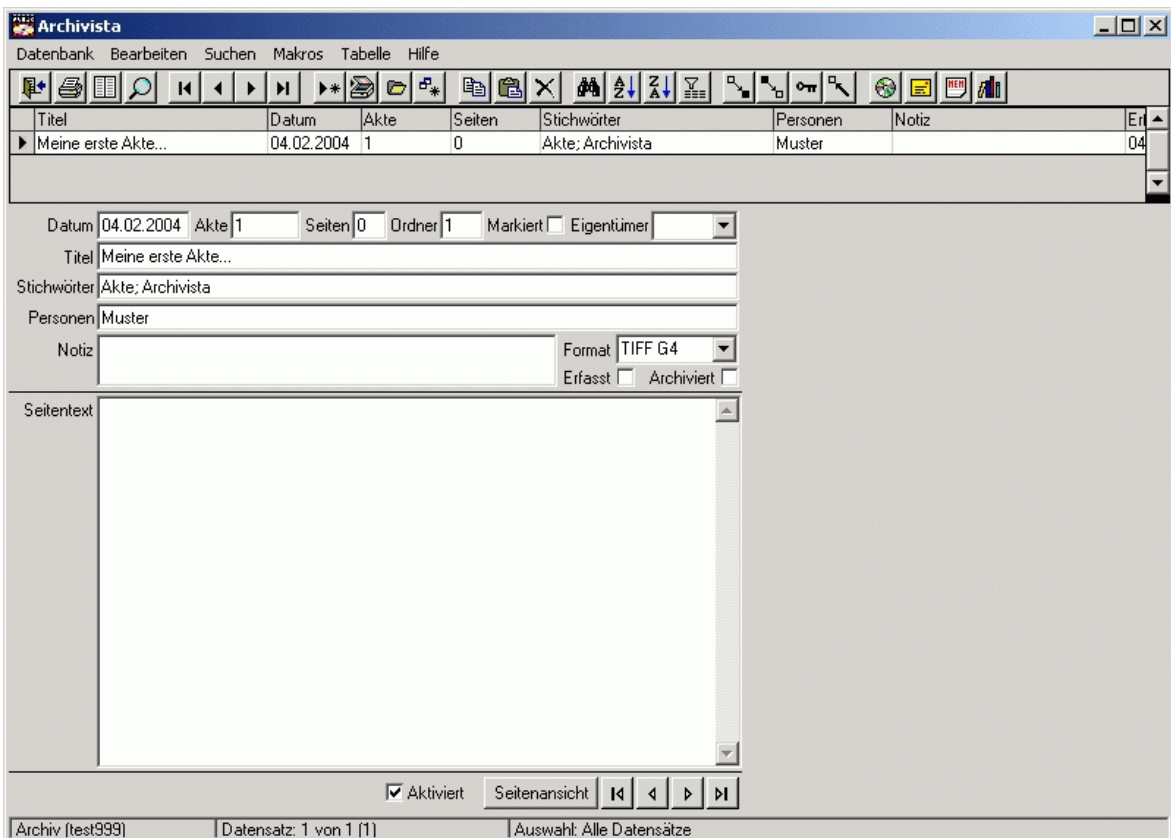 Archivista
Datenbank Bearbeiten Suchen Makros Tabelle Hilfe
Titel Datum Akte Seiten Stichwörter Personen Notiz
Meine erste Akte... 04.02.2004 1 0 Akte; Archivista Muster 04
Datum 04.02.2004 Akte 1 Seiten 0 Ordner 1 Markiert Eigentümer
Titel Meine erste Akte...
Stichwörter Akte; Archivista
Personen Muster
Notiz Format TIFF G4
Erfasst Archiviert
Seitentext
Aktiviert Seitenansicht
Archiv (test999) Datensatz: 1 von 1 (1) Auswahl: Alle Datensätze